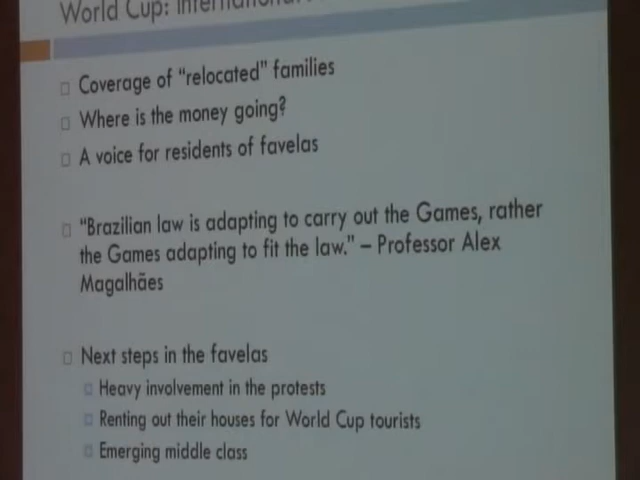 World Cup: International
Coverage of "relocated" families
Where is the money going?
A voice for residents of favelas
"Brazilian law is adapting to carry out the Games, rather
the Games adapting to fit the law." – Professor Alex
Magalhães
Next steps in the favelas
Heavy involvement in the protests
Renting out their houses for World Cup tourists
Emerging middle class